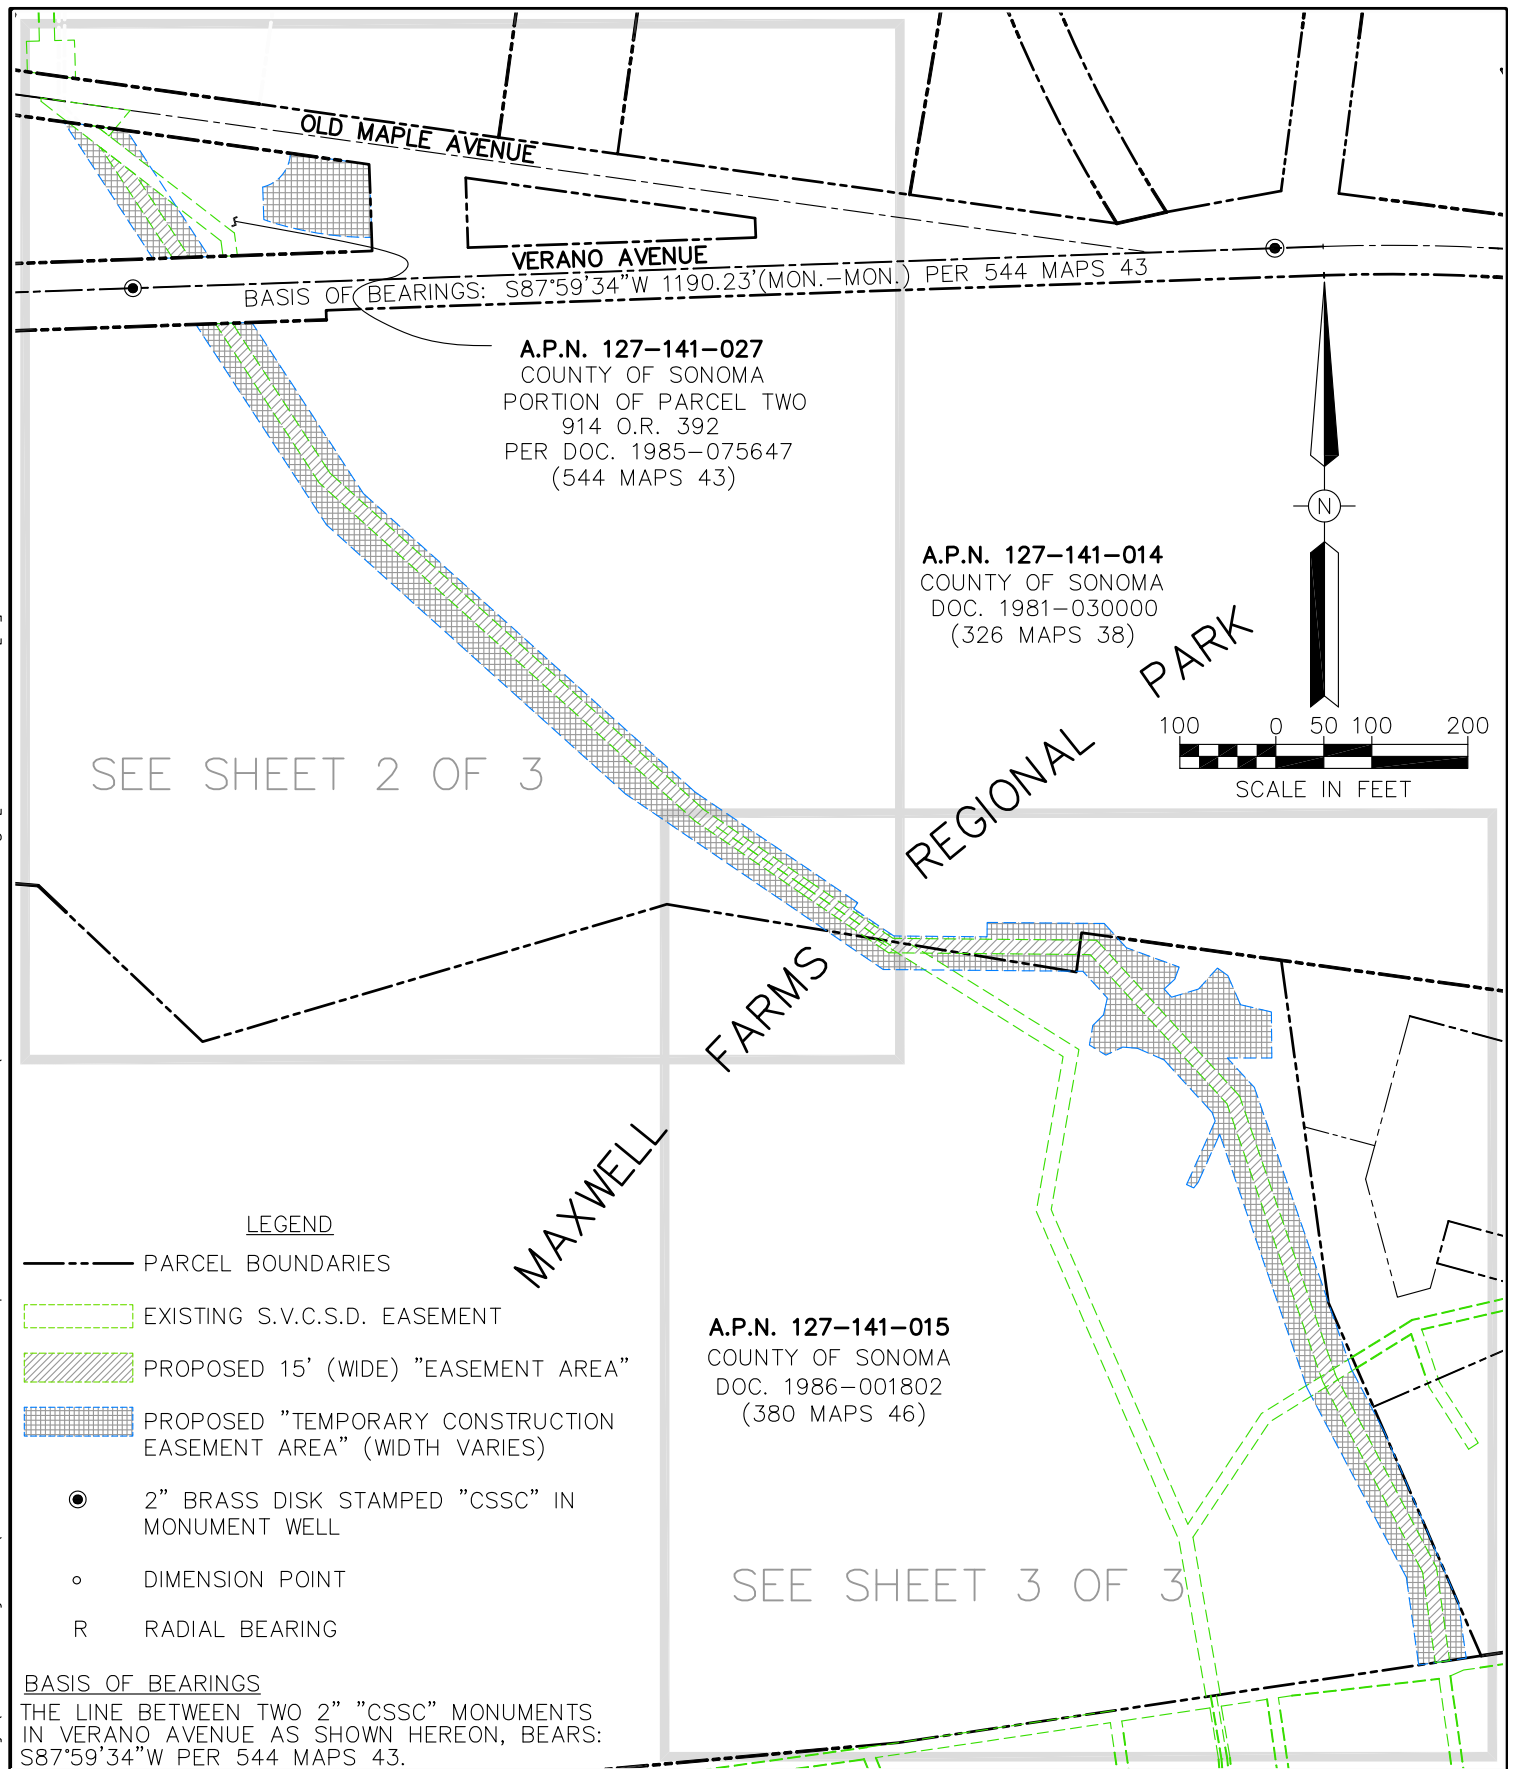 OLD MAPLE AVENUE
VERANO AVENUE
BASIS OF BEARINGS: S87°59'34"W 1190.23'(MON.–MON.) PER 544 MAPS 43
A.P.N. 127–141–027
COUNTY OF SONOMA
PORTION OF PARCEL TWO
914 O.R. 392
PER DOC. 1985–075647
(544 MAPS 43)
N
A.P.N. 127–141–014
COUNTY OF SONOMA
DOC. 1981–030000
(326 MAPS 38)
100 0 50 100 200
SCALE IN FEET
SEE SHEET 2 OF 3
MAXWELL FARMS REGIONAL PARK
LEGEND
PARCEL BOUNDARIES
EXISTING S.V.C.S.D. EASEMENT
PROPOSED 15' (WIDE) "EASEMENT AREA"
PROPOSED "TEMPORARY CONSTRUCTION
EASEMENT AREA" (WIDTH VARIES)
2" BRASS DISK STAMPED "CSSC" IN
MONUMENT WELL
DIMENSION POINT
R RADIAL BEARING
A.P.N. 127–141–015
COUNTY OF SONOMA
DOC. 1986–001802
(380 MAPS 46)
SEE SHEET 3 OF 3
BASIS OF BEARINGS
THE LINE BETWEEN TWO 2" "CSSC" MONUMENTS
IN VERANO AVENUE AS SHOWN HEREON, BEARS:
S87°59'34"W PER 544 MAPS 43.